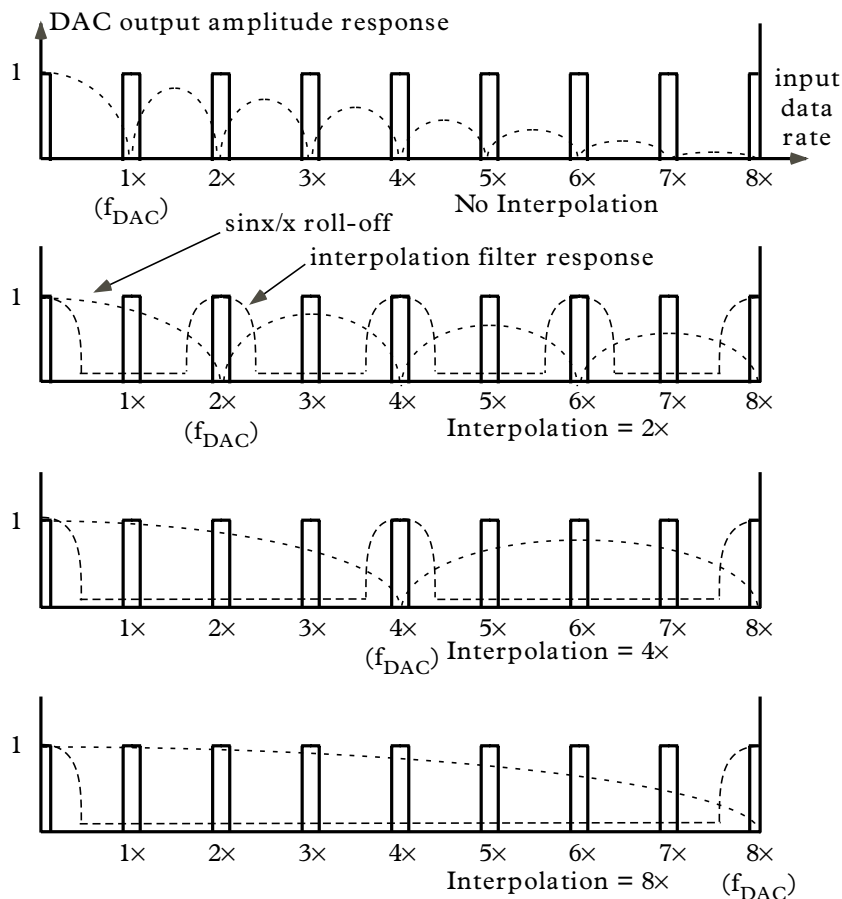 DAC output amplitude response
1
input
data
rate
1× 2× 3× 4× 5× 6× 7× 8×
(fDAC)
No Interpolation
sinx/x roll-off
interpolation filter response
1
1× 2× 3× 4× 5× 6× 7× 8×
(fDAC)
Interpolation = 2×
1
1× 2× 3× 4× 5× 6× 7× 8×
(fDAC)
Interpolation = 4×
1
1× 2× 3× 4× 5× 6× 7× 8×
Interpolation = 8×
(fDAC)